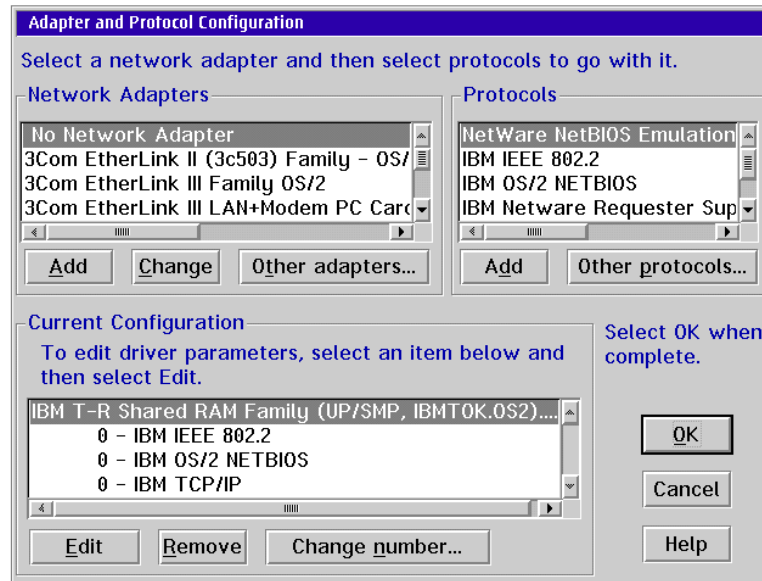 Adapter and Protocol Configuration
Select a network adapter and then select protocols to go with it.
Network Adapters
No Network Adapter
3Com EtherLink II (3c503) Family - OS/
3Com EtherLink III Family OS/2
3Com EtherLink III LAN+Modem PC Card
Add
Change
Other adapters...
Protocols
NetWare NetBIOS Emulation
IBM IEEE 802.2
IBM OS/2 NETBIOS
IBM Netware Requester Sup
Add
Other protocols...
Current Configuration
To edit driver parameters, select an item below and
then select Edit.
IBM T-R Shared RAM Family (UP/SMP, IBMTOK.OS2)....
0 - IBM IEEE 802.2
0 - IBM OS/2 NETBIOS
0 - IBM TCP/IP
Edit
Remove
Change number...
Select OK when
complete.
OK
Cancel
Help